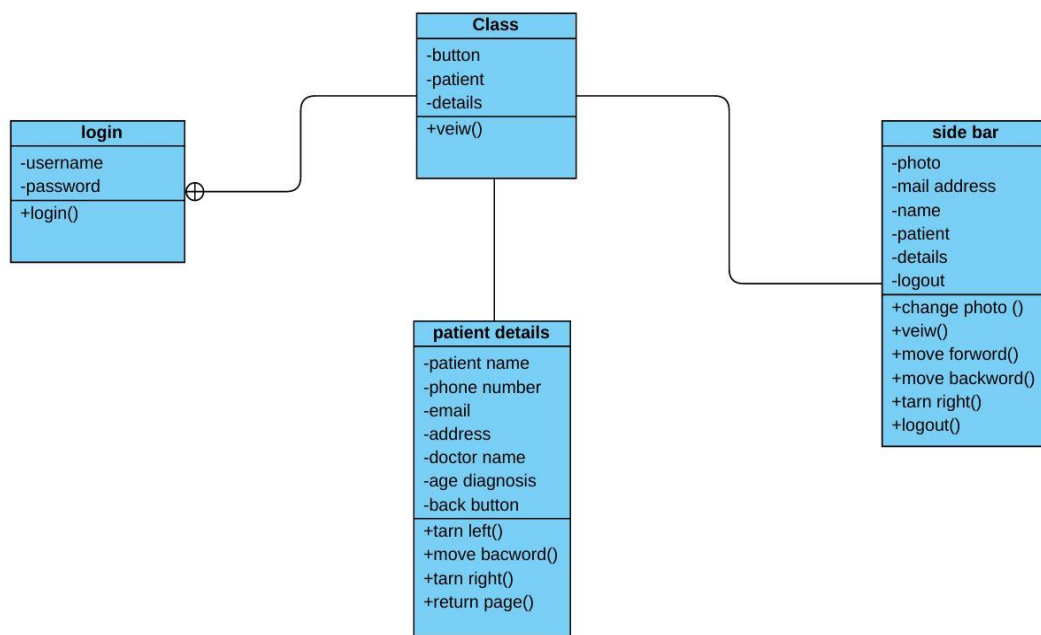 Class
-button
-patient
-details
+veiw()
login
-username
-password
+login()
side bar
-photo
-mail address
-name
-patient
-details
-logout
+change photo ()
+veiw()
+move forword()
+move backword()
+tarn right()
+logout()
patient details
-patient name
-phone number
-email
-address
-doctor name
-age diagnosis
-back button
+tarn left()
+move bacword()
+tarn right()
+return page()